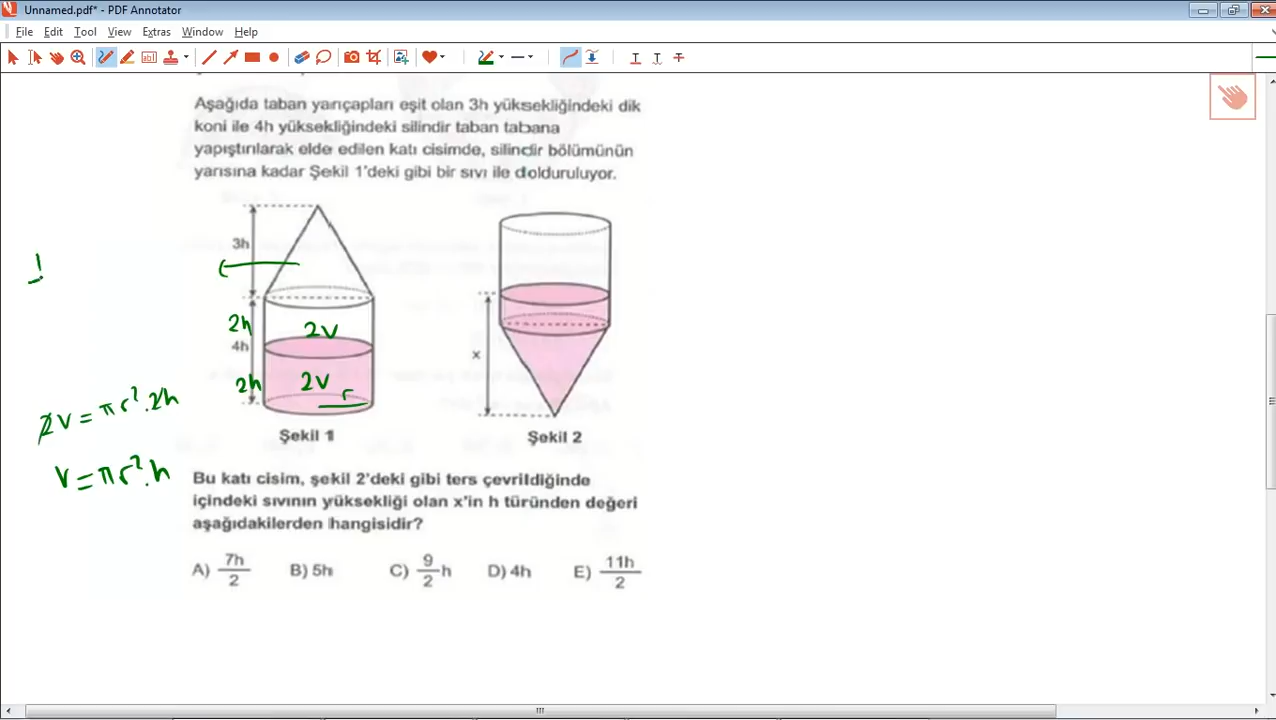 Unnamed.pdf* - PDF Annotator
File Edit Tool View Extras Window Help
Aşağıda taban yarıçapları eşit olan 3h yüksekliğindeki dik
koni ile 4h yüksekliğindeki silindir taban tabana
yapıştırılarak elde edilen katı cisimde, silindir bölümünün
yarısına kadar Şekil 1'deki gibi bir sıvı ile dolduruluyor.
3h
2h
2V
4h
2h
2V
r
x
2V = πr².2h
V = πr².h
Şekil 1
Şekil 2
Bu katı cisim, şekil 2'deki gibi ters çevrildiğinde
içindeki sıvının yüksekliği olan x'in h türünden değeri
aşağıdakilerden hangisidir?
A) 7h/2 B) 5h C) 9/2 h D) 4h E) 11h/2